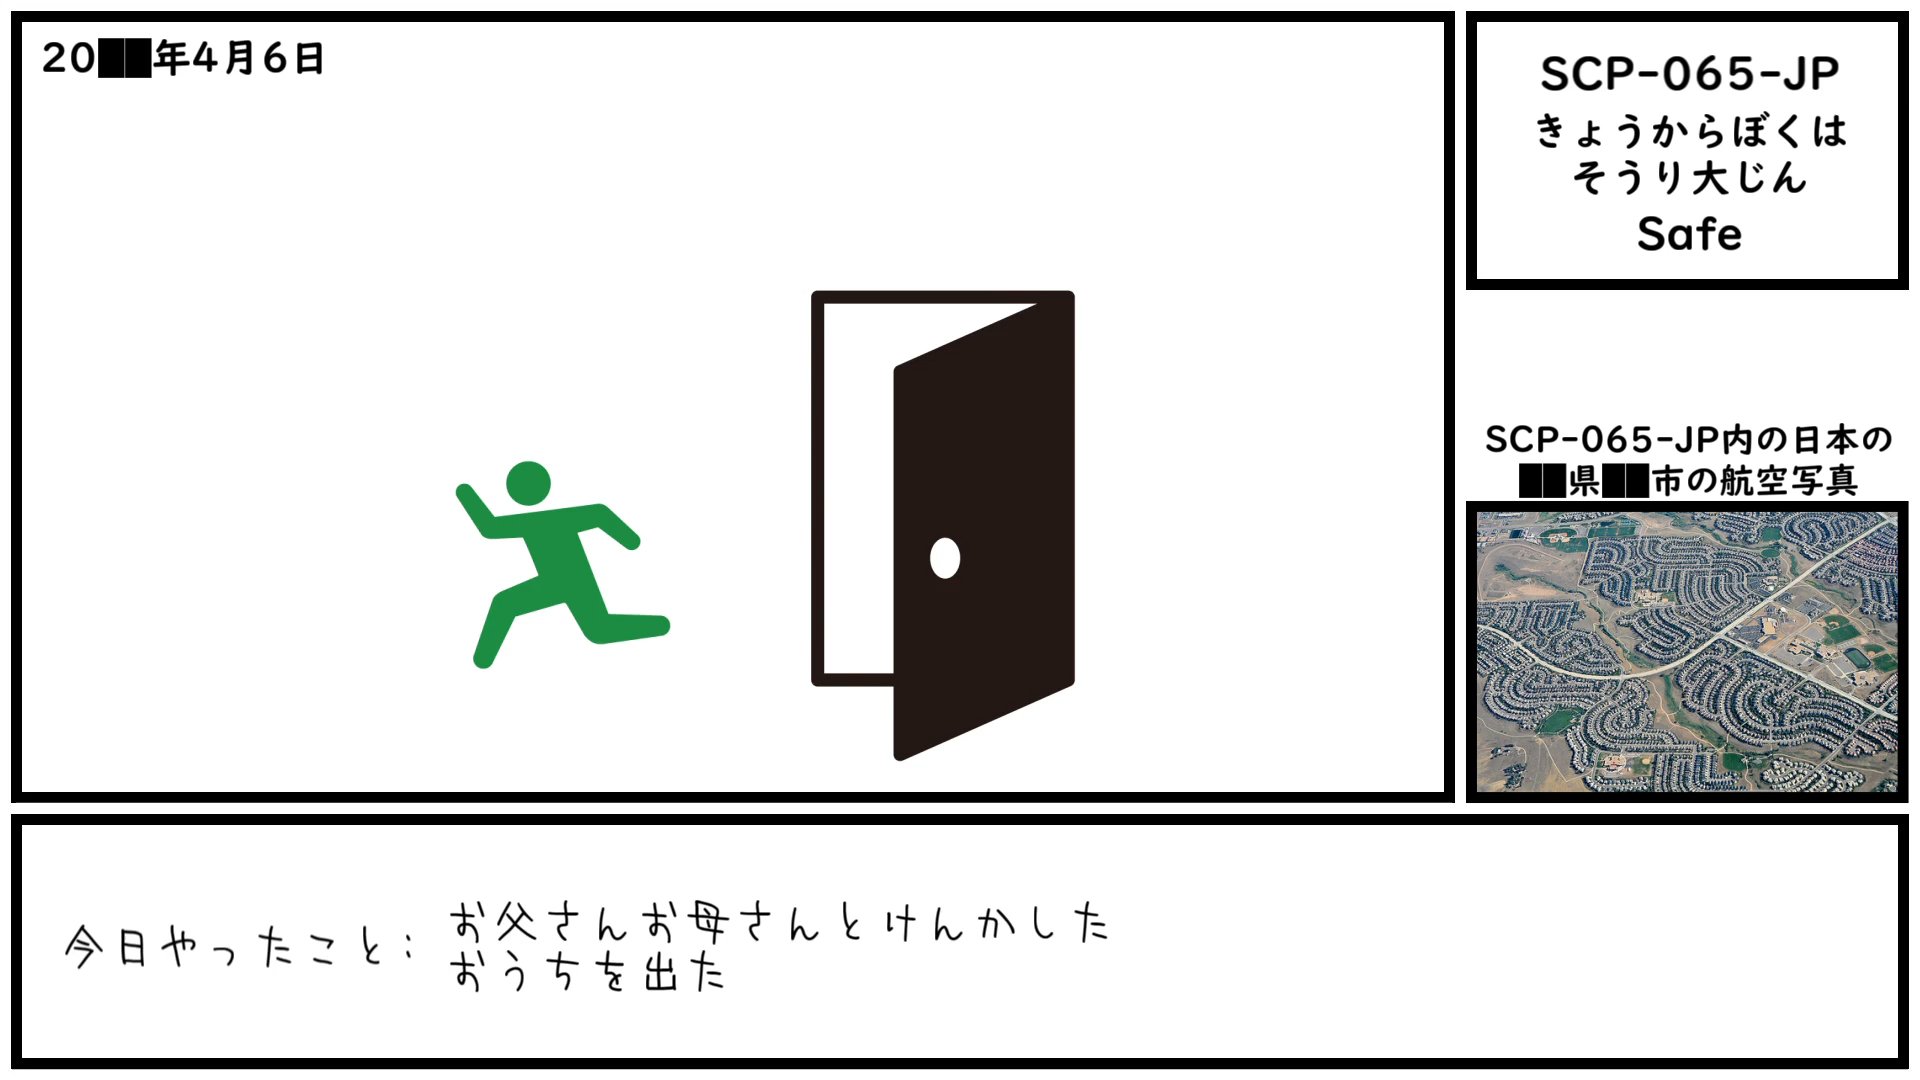 20██年4月6日
SCP-065-JP
きょうからぼくは
そうり大じん
Safe
SCP-065-JP内の日本の
██県██市の航空写真
今日やったこと:
お父さんお母さんとけんかした
おうちを出た